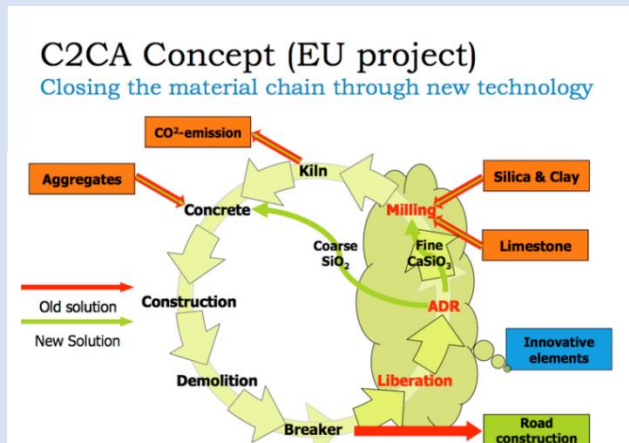 C2CA Concept (EU project)
Closing the material chain through new technology
CO²-emission
Kiln
Aggregates
Silica & Clay
Concrete
Milling
Limestone
Coarse
SiO₂
Fine
CaSiO₃
Construction
ADR
Old solution
New Solution
Innovative
elements
Demolition
Liberation
Breaker
Road
construction